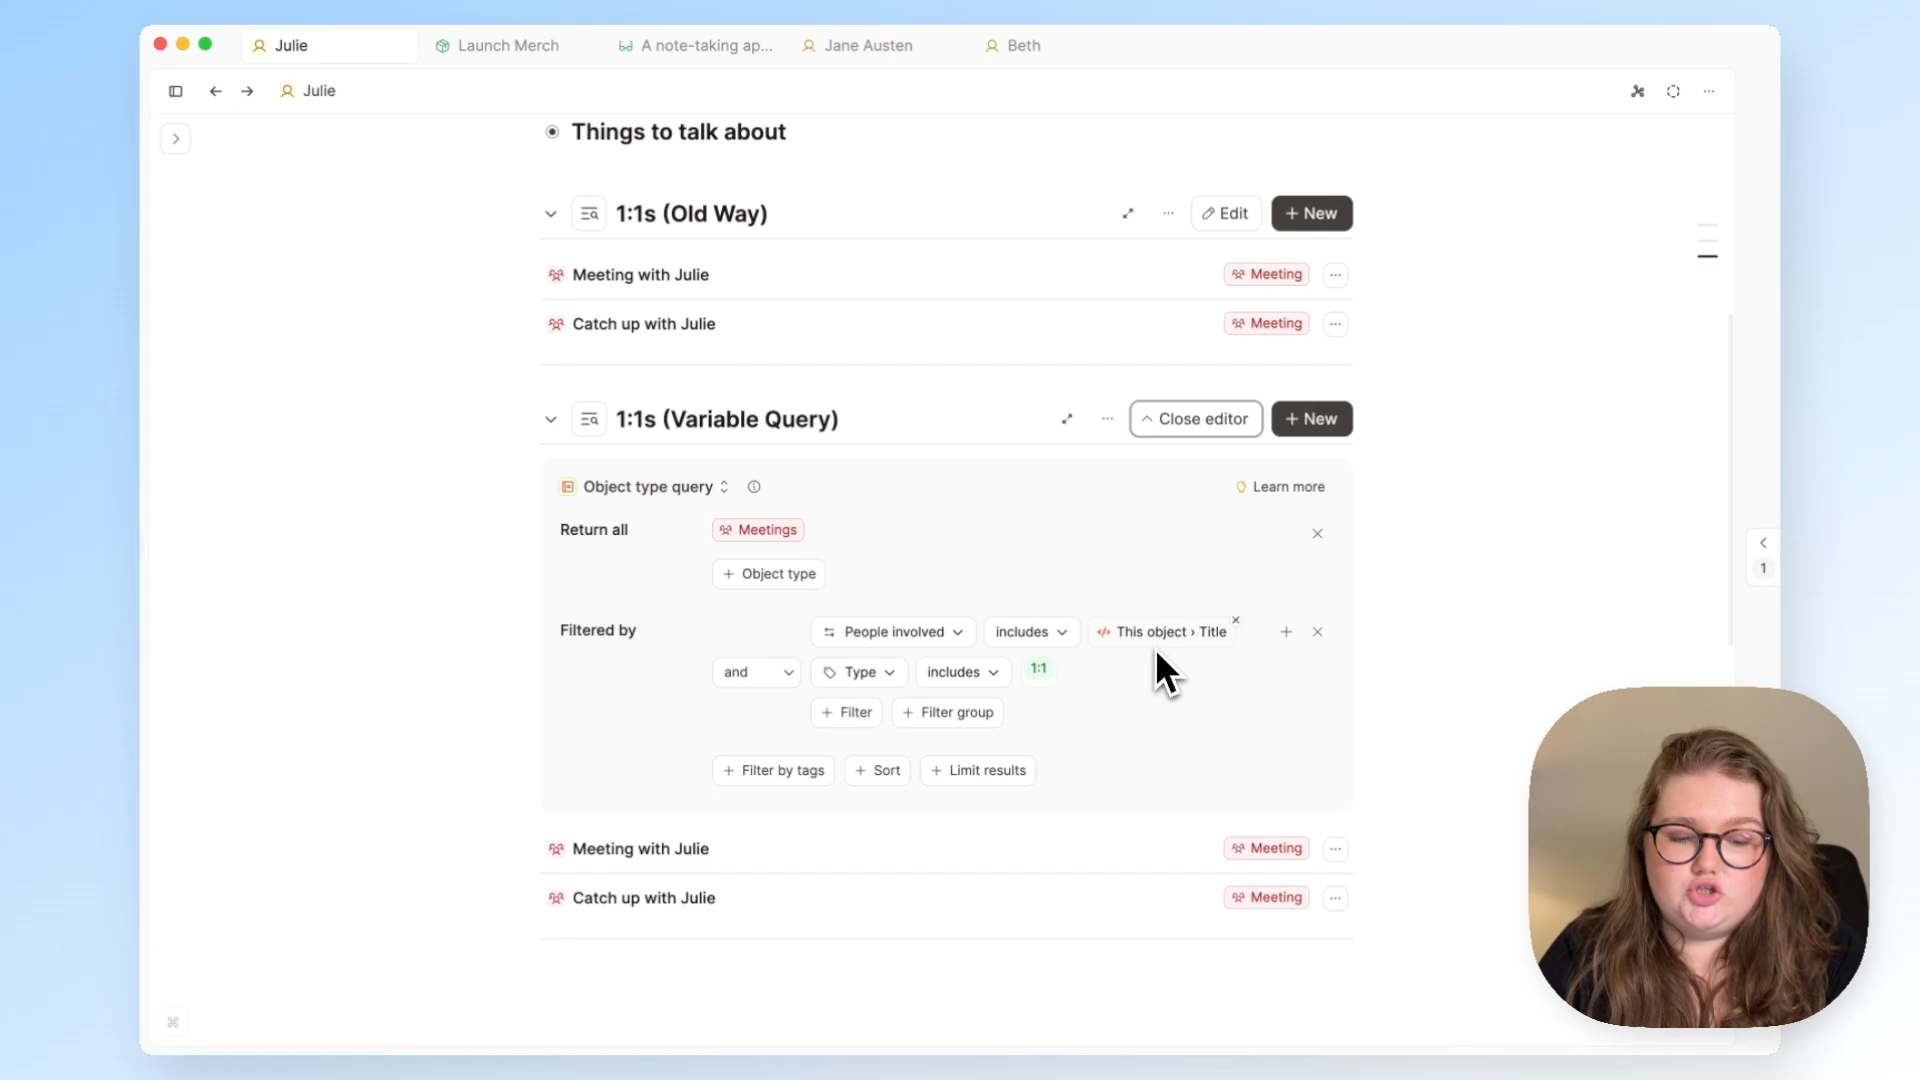 Julie
Launch Merch
A note-taking ap...
Jane Austen
Beth
Julie
Things to talk about
1:1s (Old Way)
Edit
+ New
Meeting with Julie
Meeting
Catch up with Julie
Meeting
1:1s (Variable Query)
Close editor
+ New
Object type query
Learn more
Return all
Meetings
+ Object type
Filtered by
People involved
includes
This object › Title
and
Type
includes
1:1
+ Filter
+ Filter group
+ Filter by tags
+ Sort
+ Limit results
1
Meeting with Julie
Meeting
Catch up with Julie
Meeting